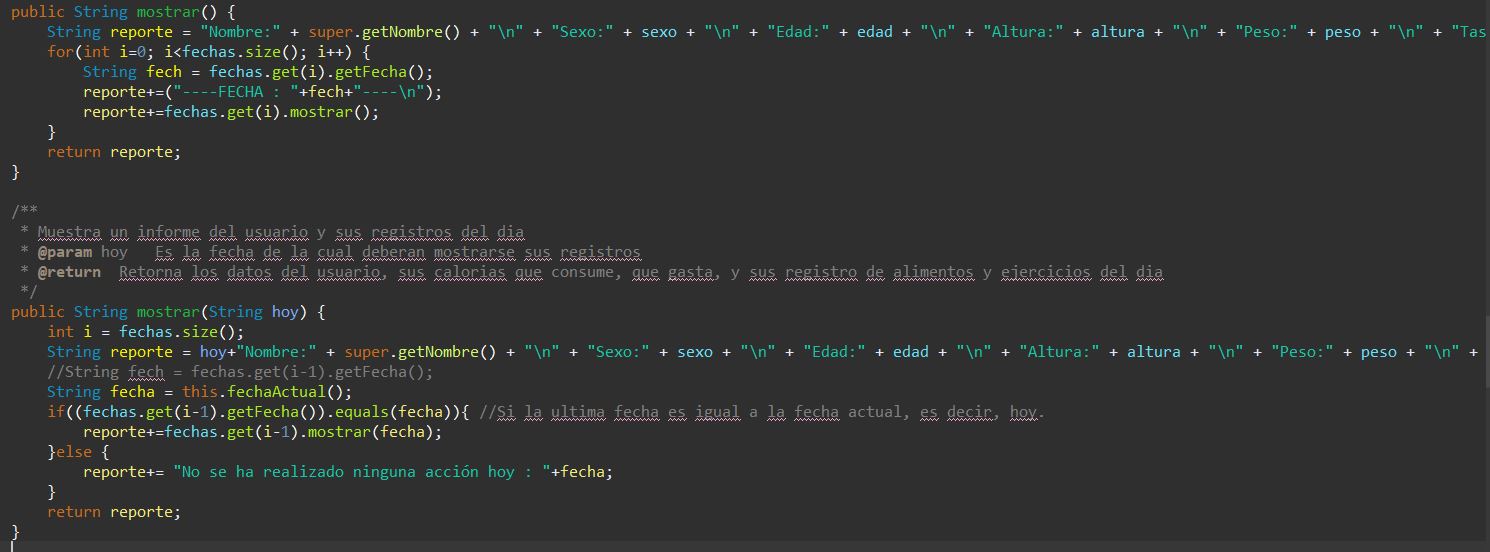 public String mostrar() {
String reporte = "Nombre:" + super.getNombre() + "\n" + "Sexo:" + sexo + "\n" + "Edad:" + edad + "\n" + "Altura:" + altura + "\n" + "Peso:" + peso + "\n" + "Tas
for(int i=0; i<fechas.size(); i++) {
String fech = fechas.get(i).getFecha();
reporte+=("----FECHA : "+fech+"----\n");
reporte+=fechas.get(i).mostrar();
}
return reporte;
}
/**
* Muestra un informe del usuario y sus registros del dia
* @param hoy   Es la fecha de la cual deberan mostrarse sus registros
* @return  Retorna los datos del usuario, sus calorias que consume, que gasta, y sus registro de alimentos y ejercicios del dia
*/
public String mostrar(String hoy) {
int i = fechas.size();
String reporte = hoy+"Nombre:" + super.getNombre() + "\n" + "Sexo:" + sexo + "\n" + "Edad:" + edad + "\n" + "Altura:" + altura + "\n" + "Peso:" + peso + "\n" +
//String fech = fechas.get(i-1).getFecha();
String fecha = this.fechaActual();
if((fechas.get(i-1).getFecha()).equals(fecha)){ //Si la ultima fecha es igual a la fecha actual, es decir, hoy.
reporte+=fechas.get(i-1).mostrar(fecha);
}else {
reporte+= "No se ha realizado ninguna acción hoy : "+fecha;
}
return reporte;
}